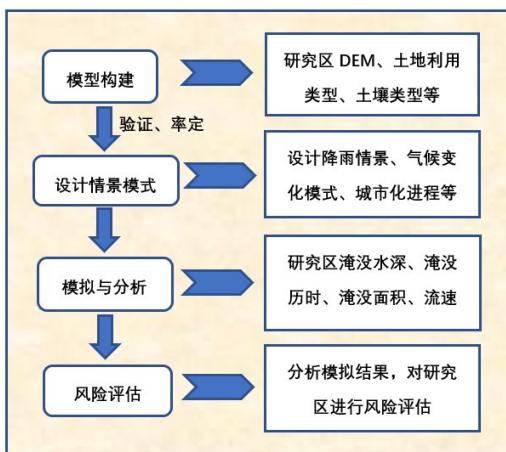 模型构建
研究区 DEM、土地利用
类型、土壤类型等
验证、率定
设计情景模式
设计降雨情景、气候变
化模式、城市化进程等
模拟与分析
研究区淹没水深、淹没
历时、淹没面积、流速
风险评估
分析模拟结果，对研究
区进行风险评估